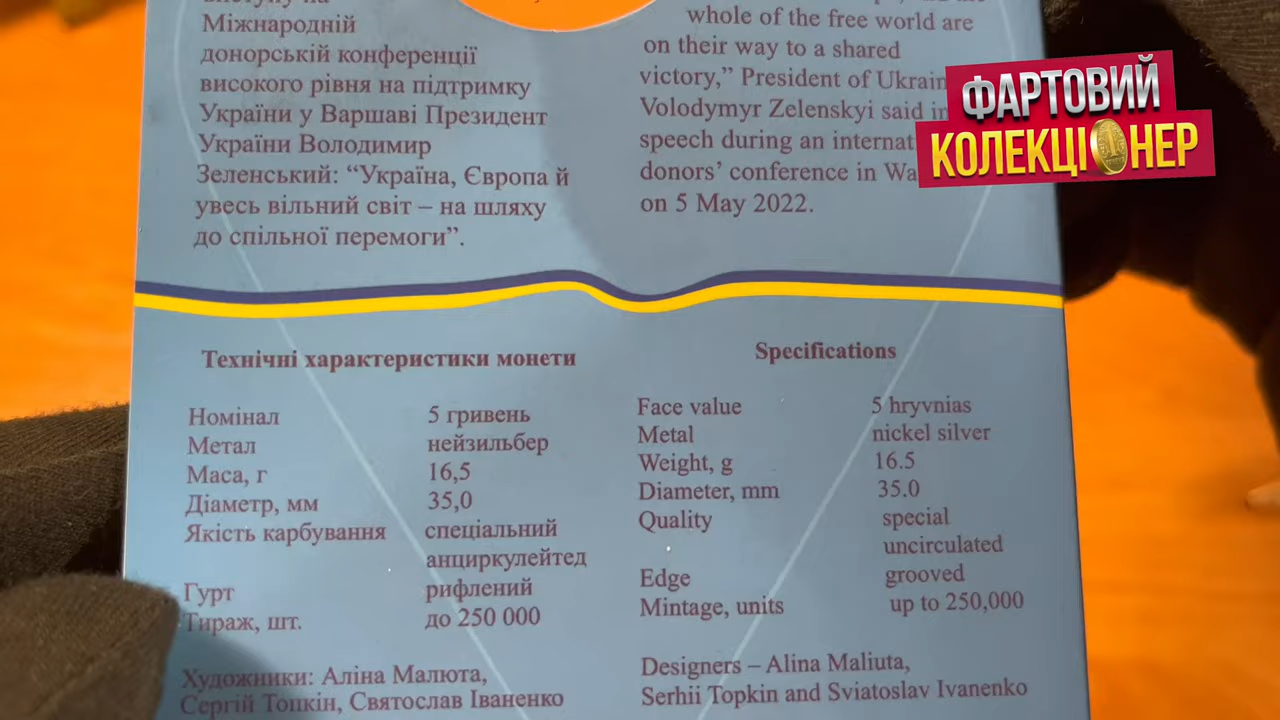 Міжнародній
донорській конференції
високого рівня на підтримку
України у Варшаві Президент
України Володимир
Зеленський: “Україна, Європа й
увесь вільний світ – на шляху
до спільної перемоги”.
whole of the free world are
on their way to a shared
victory,” President of
Volodymyr Zelenskyi said
speech during an
donors’ conference in
on 5 May 2022.
ФАРТОВИЙ
КОЛЕКЦІОНЕР
Технічні характеристики монети
Номінал 5 гривень
Метал нейзильбер
Маса, г 16,5
Діаметр, мм 35,0
Якість карбування спеціальний
анциркулейтед
Гурт рифлений
Тираж, шт. до 250 000
Художники: Аліна Малюта,
Сергій Топкін, Святослав Іваненко
Specifications
Face value 5 hryvnias
Metal nickel silver
Weight, g 16.5
Diameter, mm 35.0
Quality special
uncirculated
Edge grooved
Mintage, units up to 250,000
Designers – Alina Maliuta,
Serhii Topkin and Sviatoslav Ivanenko